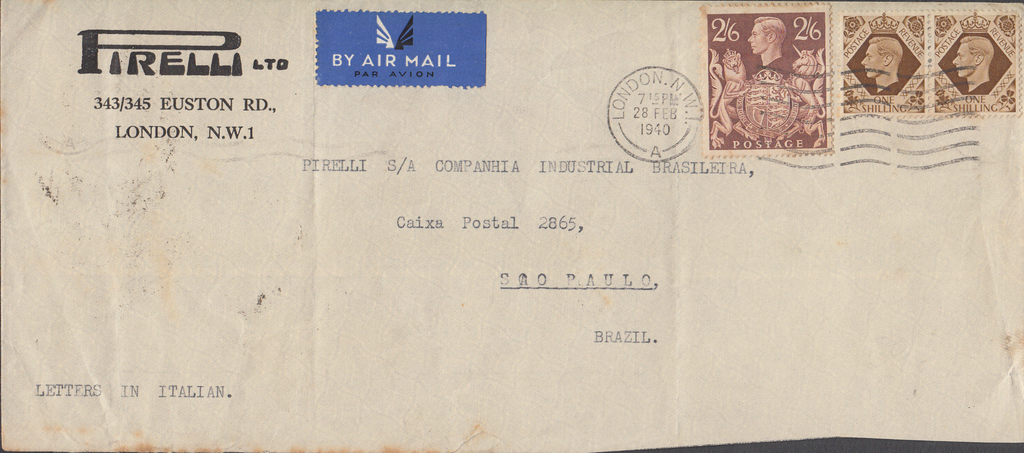 PIRELLI LTD
343/345 EUSTON RD.,
LONDON, N.W.1
BY AIR MAIL
PAR AVION
LONDON.N.W.1.
7 15 PM
28 FEB
1940
A
2/6 2/6
POSTAGE
POSTAGE REVENUE
ONE SHILLING
POSTAGE REVENUE
ONE SHILLING
PIRELLI S/A COMPANHIA INDUSTRIAL BRASILEIRA,
Caixa Postal 2865,
SAO PAULO,
BRAZIL.
LETTERS IN ITALIAN.